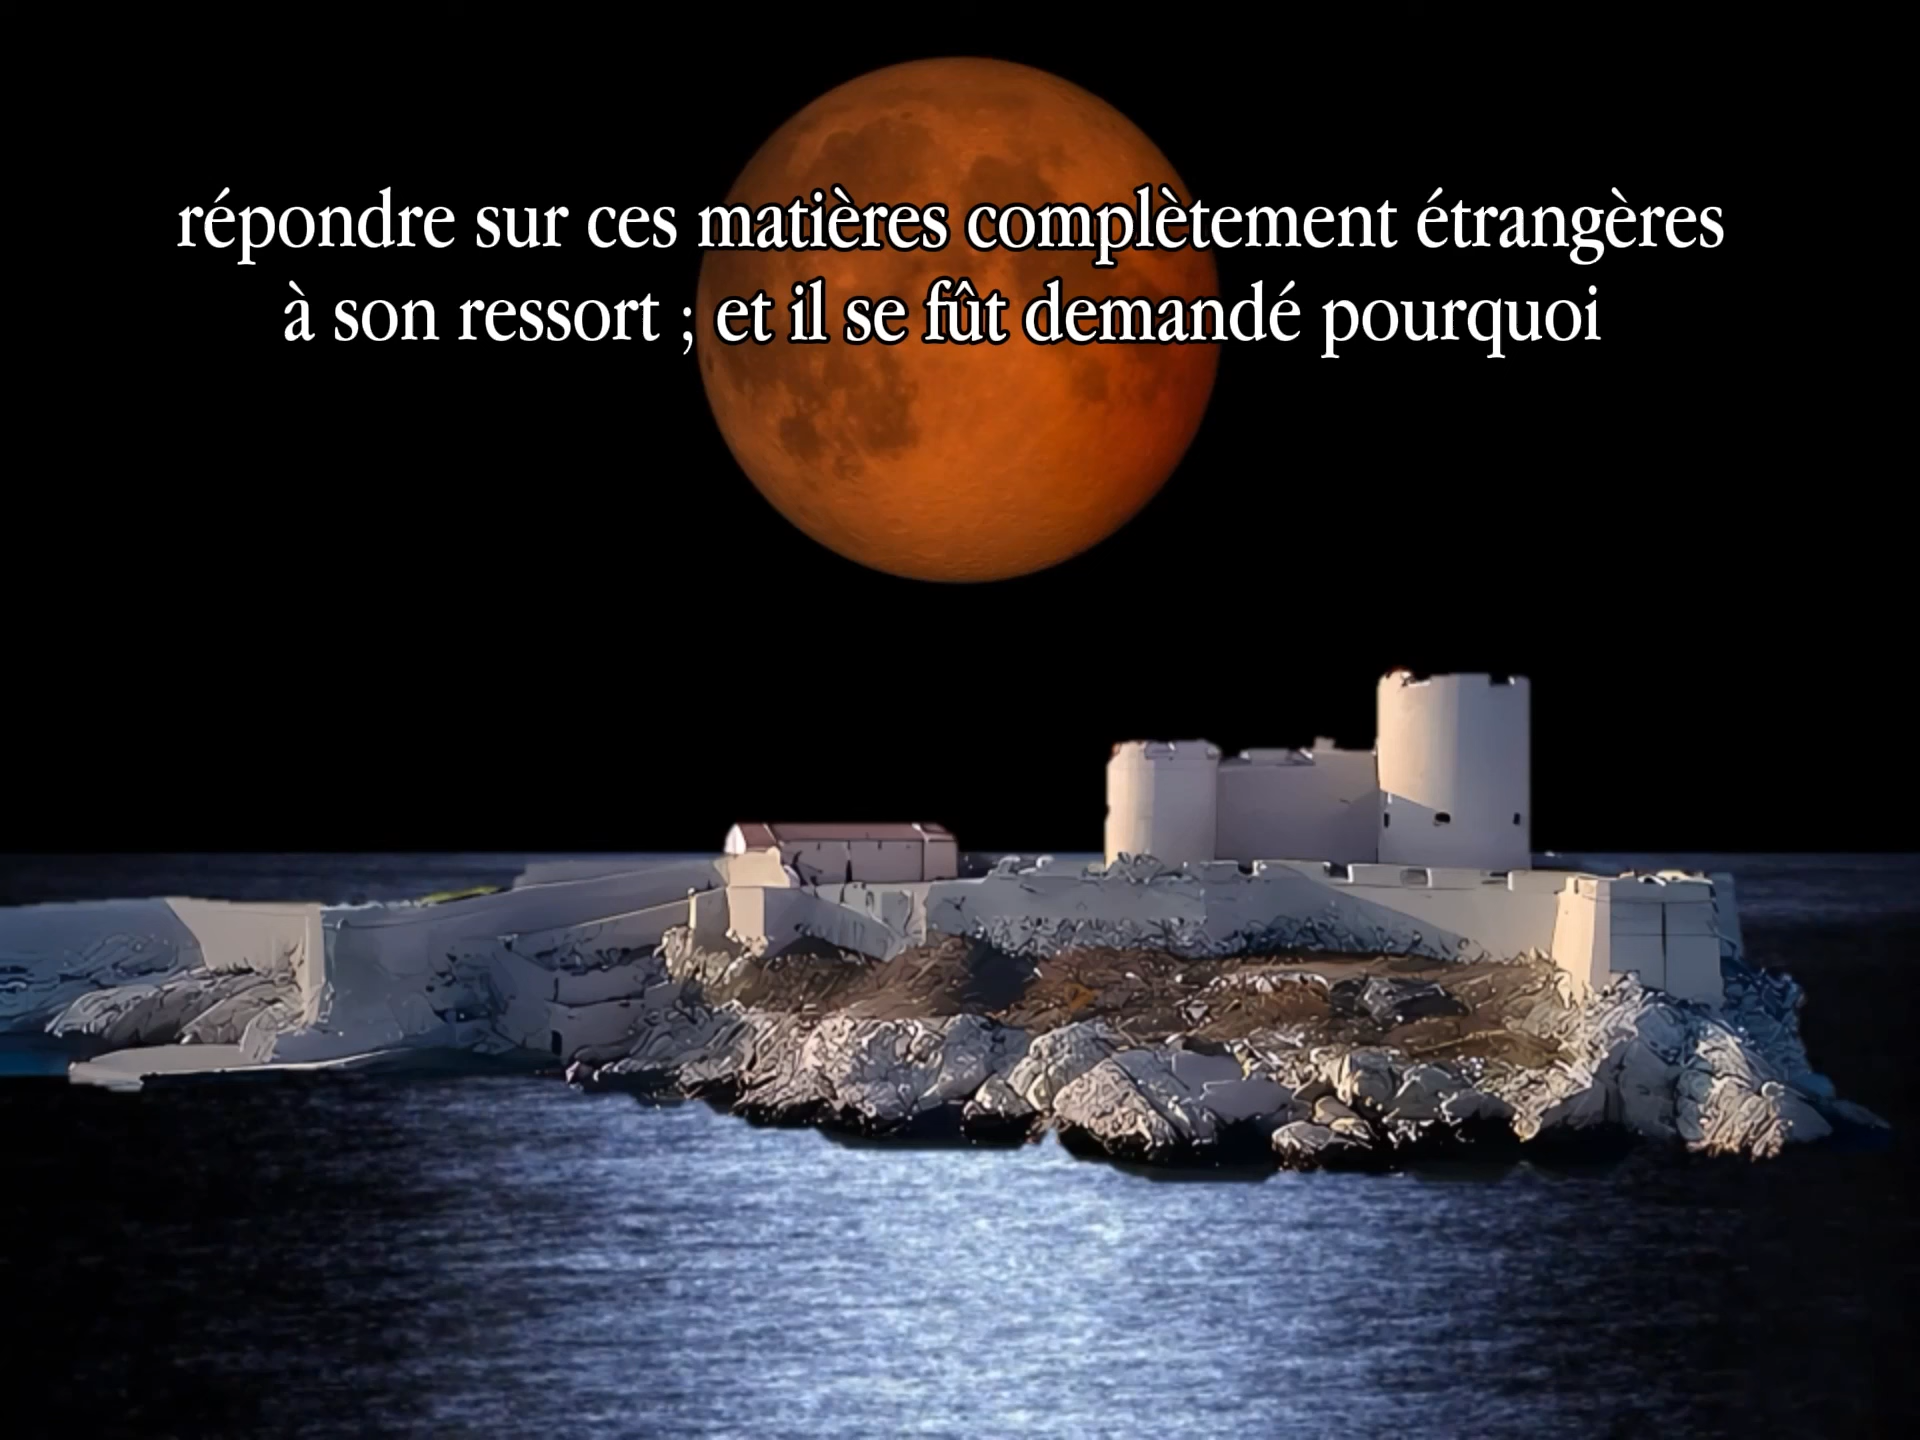 répondre sur ces matières complètement étrangères
à son ressort ; et il se fût demandé pourquoi